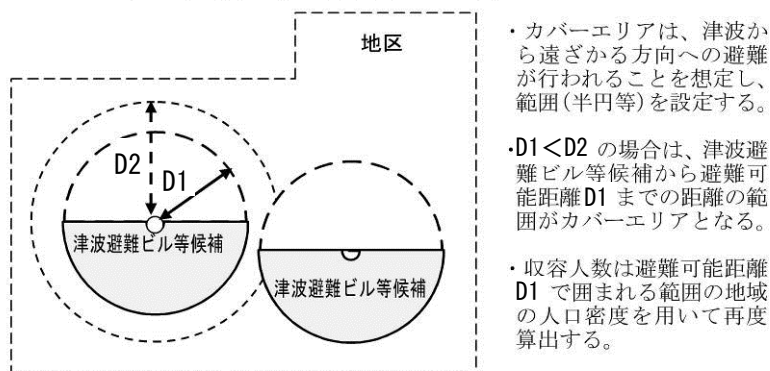 地区
D2
D1
津波避難ビル等候補
津波避難ビル等候補
・カバーエリアは、津波か
ら遠ざかる方向への避難
が行われることを想定し、
範囲(半円等)を設定する。
・D1＜D2 の場合は、津波避
難ビル等候補から避難可
能距離D1 までの距離の範
囲がカバーエリアとなる。
・収容人数は避難可能距離
D1 で囲まれる範囲の地域
の人口密度を用いて再度
算出する。